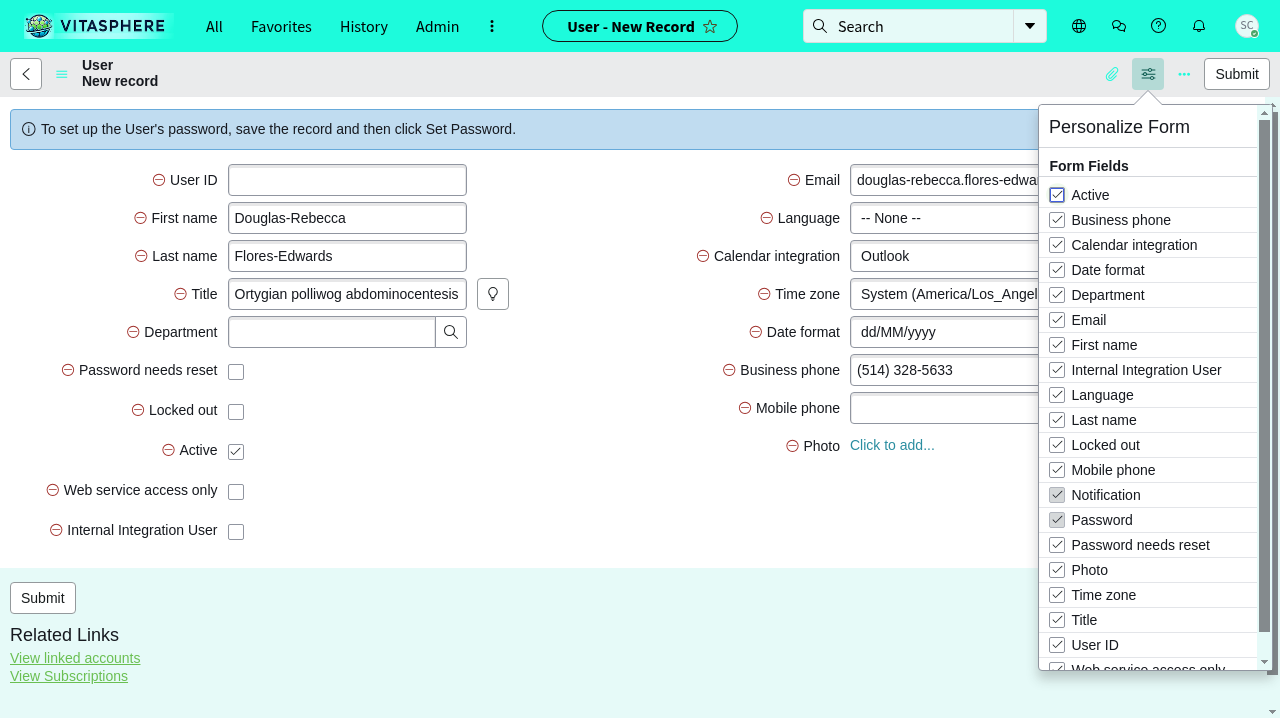 VITASPHERE
All
Favorites
History
Admin
User - New Record
Search
SC
User
New record
Submit
To set up the User's password, save the record and then click Set Password.
User ID
First name
Douglas-Rebecca
Last name
Flores-Edwards
Title
Ortygian polliwog abdominocentesis
Department
Password needs reset
Locked out
Active
Web service access only
Internal Integration User
Email
douglas-rebecca.flores-edwar
Language
-- None --
Calendar integration
Outlook
Time zone
System (America/Los_Angel
Date format
dd/MM/yyyy
Business phone
(514) 328-5633
Mobile phone
Photo
Click to add...
Submit
Related Links
View linked accounts
View Subscriptions
Personalize Form
Form Fields
Active
Business phone
Calendar integration
Date format
Department
Email
First name
Internal Integration User
Language
Last name
Locked out
Mobile phone
Notification
Password
Password needs reset
Photo
Time zone
Title
User ID
Web service access only